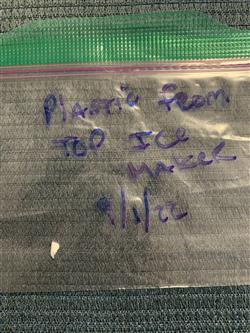 Plastic from
TOP ICE
MAKER
9/1/22